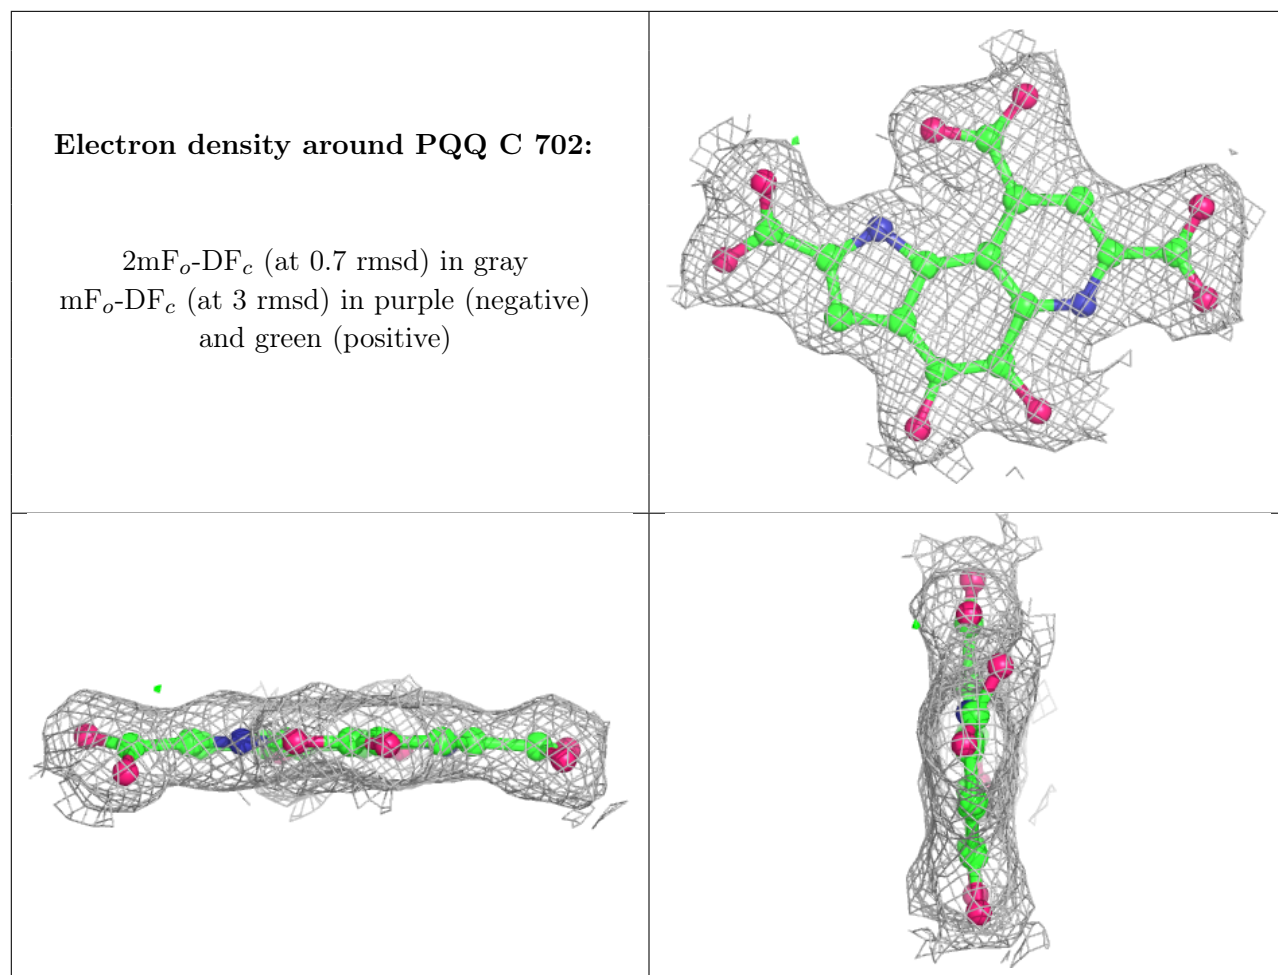 Electron density around PQQ C 702:
2mFo-DFc (at 0.7 rmsd) in gray
mFo-DFc (at 3 rmsd) in purple (negative)
and green (positive)